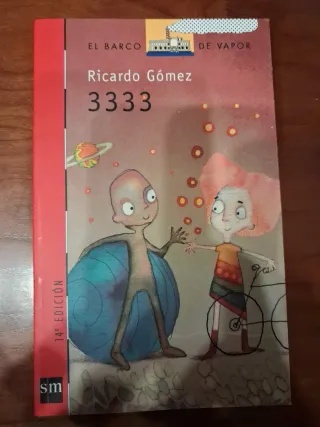 EL BARCO DE VAPOR
Ricardo Gómez
3333
14ª EDICIÓN
sm